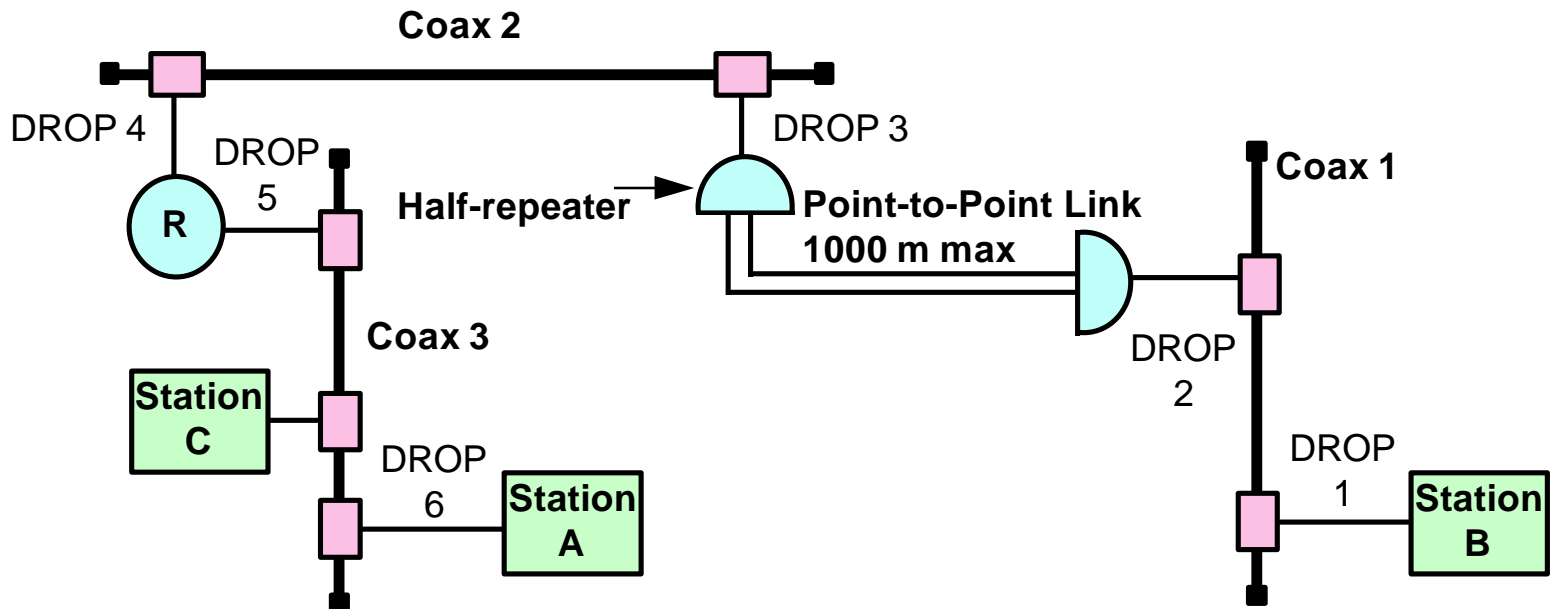 Coax 2
DROP 4
DROP 3
DROP
5
Coax 1
R
Half-repeater
Point-to-Point Link
1000 m max
Coax 3
DROP
2
Station
C
DROP
6
Station
A
DROP
1
Station
B